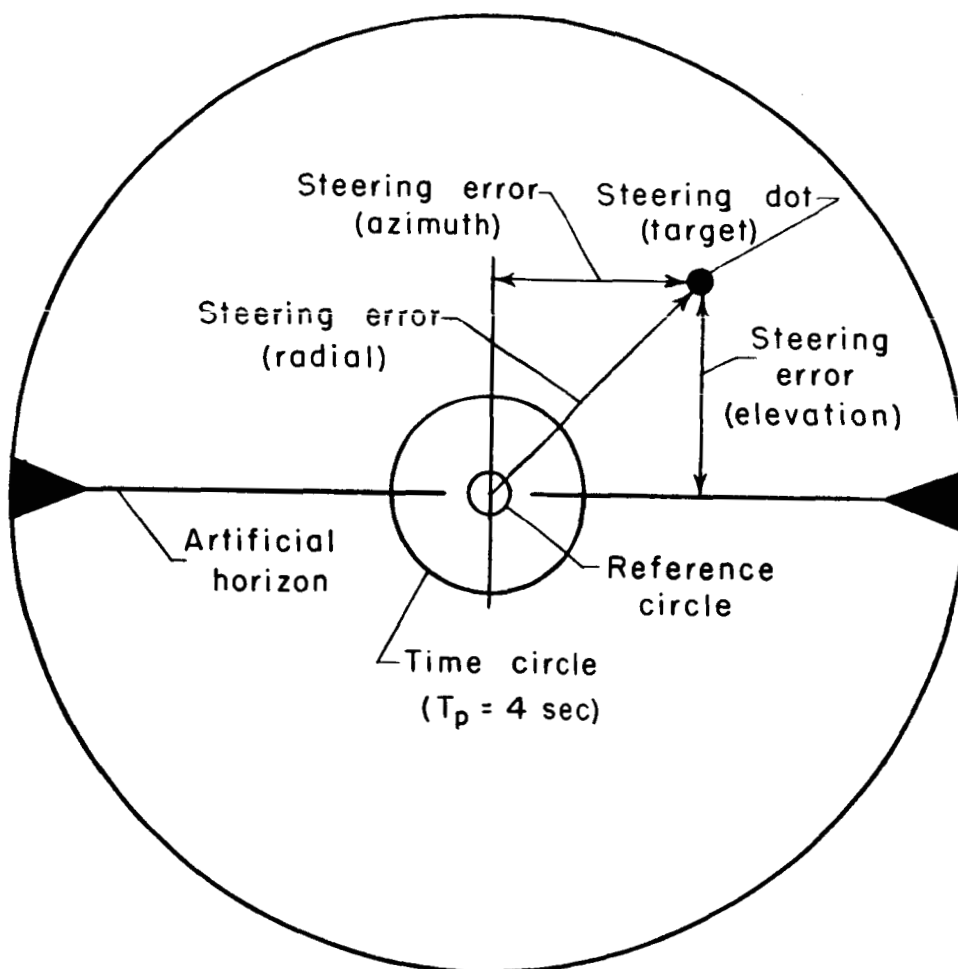 Steering error
(azimuth)
Steering dot
(target)
Steering error
(radial)
Steering
error
(elevation)
Artificial
horizon
Reference
circle
Time circle
(Tp = 4 sec)